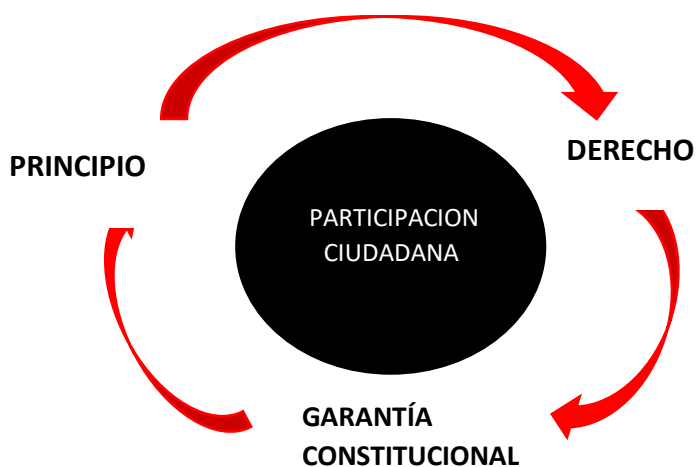 PRINCIPIO
DERECHO
PARTICIPACION
CIUDADANA
GARANTÍA
CONSTITUCIONAL